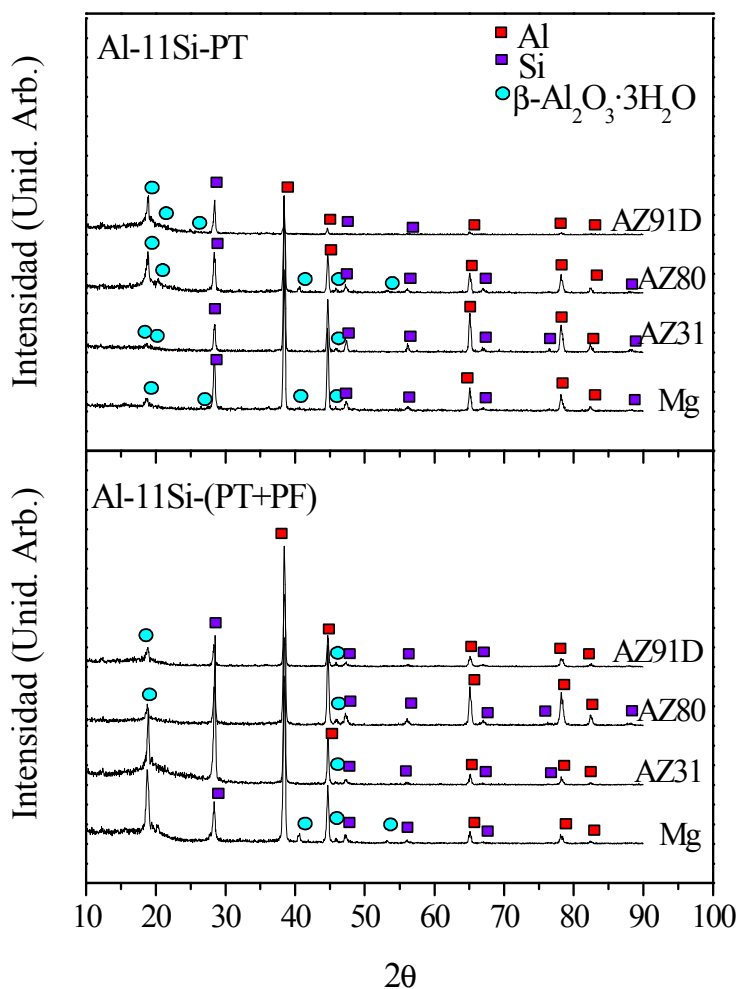 Al-11Si-PT
Al
Si
β-Al₂O₃·3H₂O
AZ91D
AZ80
AZ31
Mg
Intensidad (Unid. Arb.)
Al-11Si-(PT+PF)
AZ91D
AZ80
AZ31
Mg
Intensidad (Unid. Arb.)
10 20 30 40 50 60 70 80 90 100
2θ